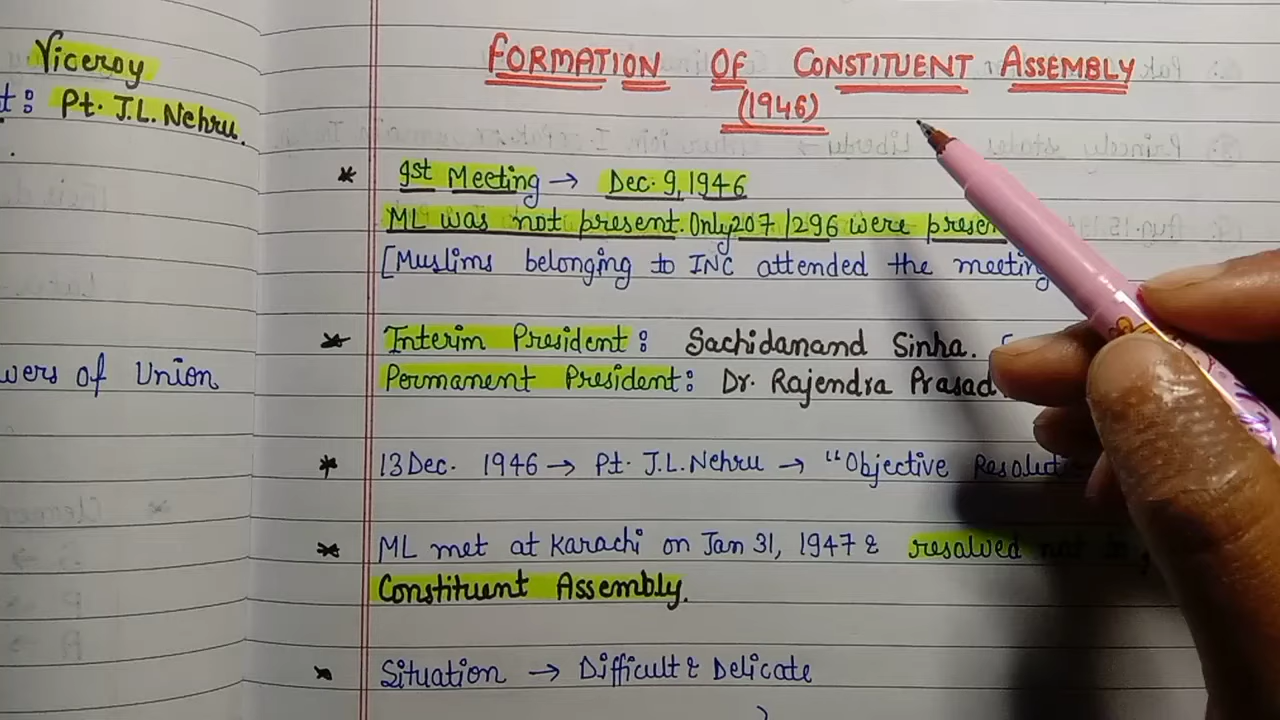 Viceroy
t: Pt. J.L. Nehru.
wers of Union
FORMATION OF CONSTITUENT ASSEMBLY
(1946)
* Ist Meeting → Dec. 9, 1946
ML was not present. Only 207/296 were presen
[Muslims belonging to INC attended the meeting
* Interim President: Sachidanand Sinha.
Permanent President: Dr. Rajendra Prasad
* 13 Dec. 1946 → Pt. J.L. Nehru → "Objective Resolut
* ML met at Karachi on Jan 31, 1947 & resolved not
Constituent Assembly.
* Situation → Difficult & Delicate